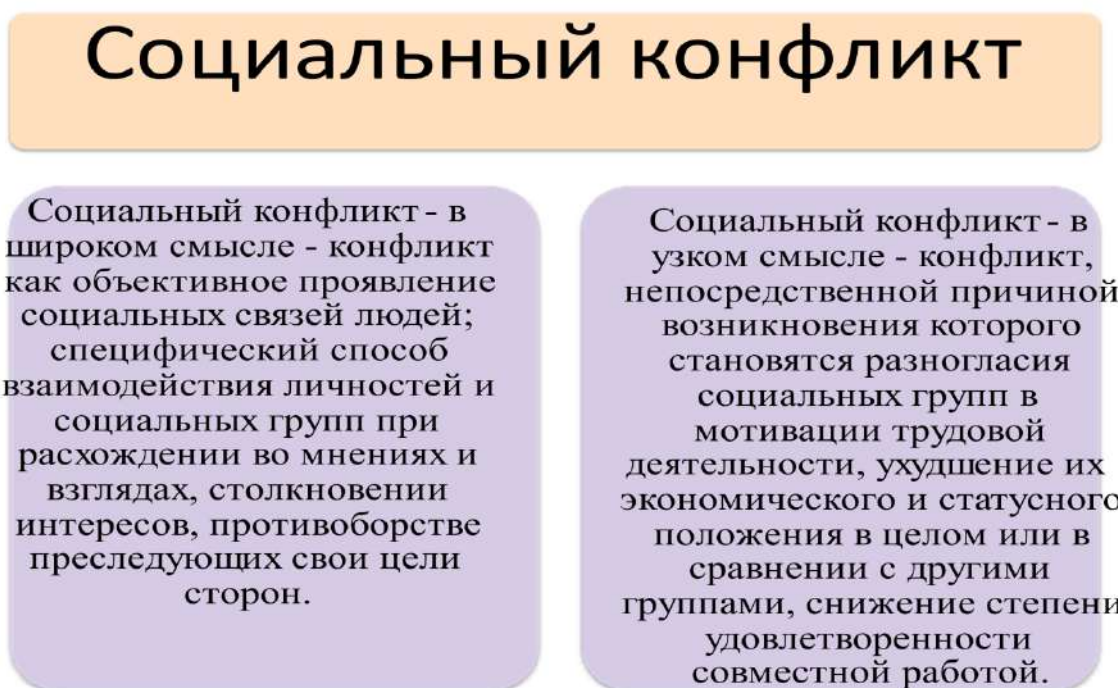 Социальный конфликт
Социальный конфликт - в
широком смысле - конфликт
как объективное проявление
социальных связей людей;
специфический способ
взаимодействия личностей и
социальных групп при
расхождении во мнениях и
взглядах, столкновении
интересов, противоборстве
преследующих свои цели
сторон.
Социальный конфликт - в
узком смысле - конфликт,
непосредственной причиной
возникновения которого
становятся разногласия
социальных групп в
мотивации трудовой
деятельности, ухудшение их
экономического и статусного
положения в целом или в
сравнении с другими
группами, снижение степени
удовлетворенности
совместной работой.